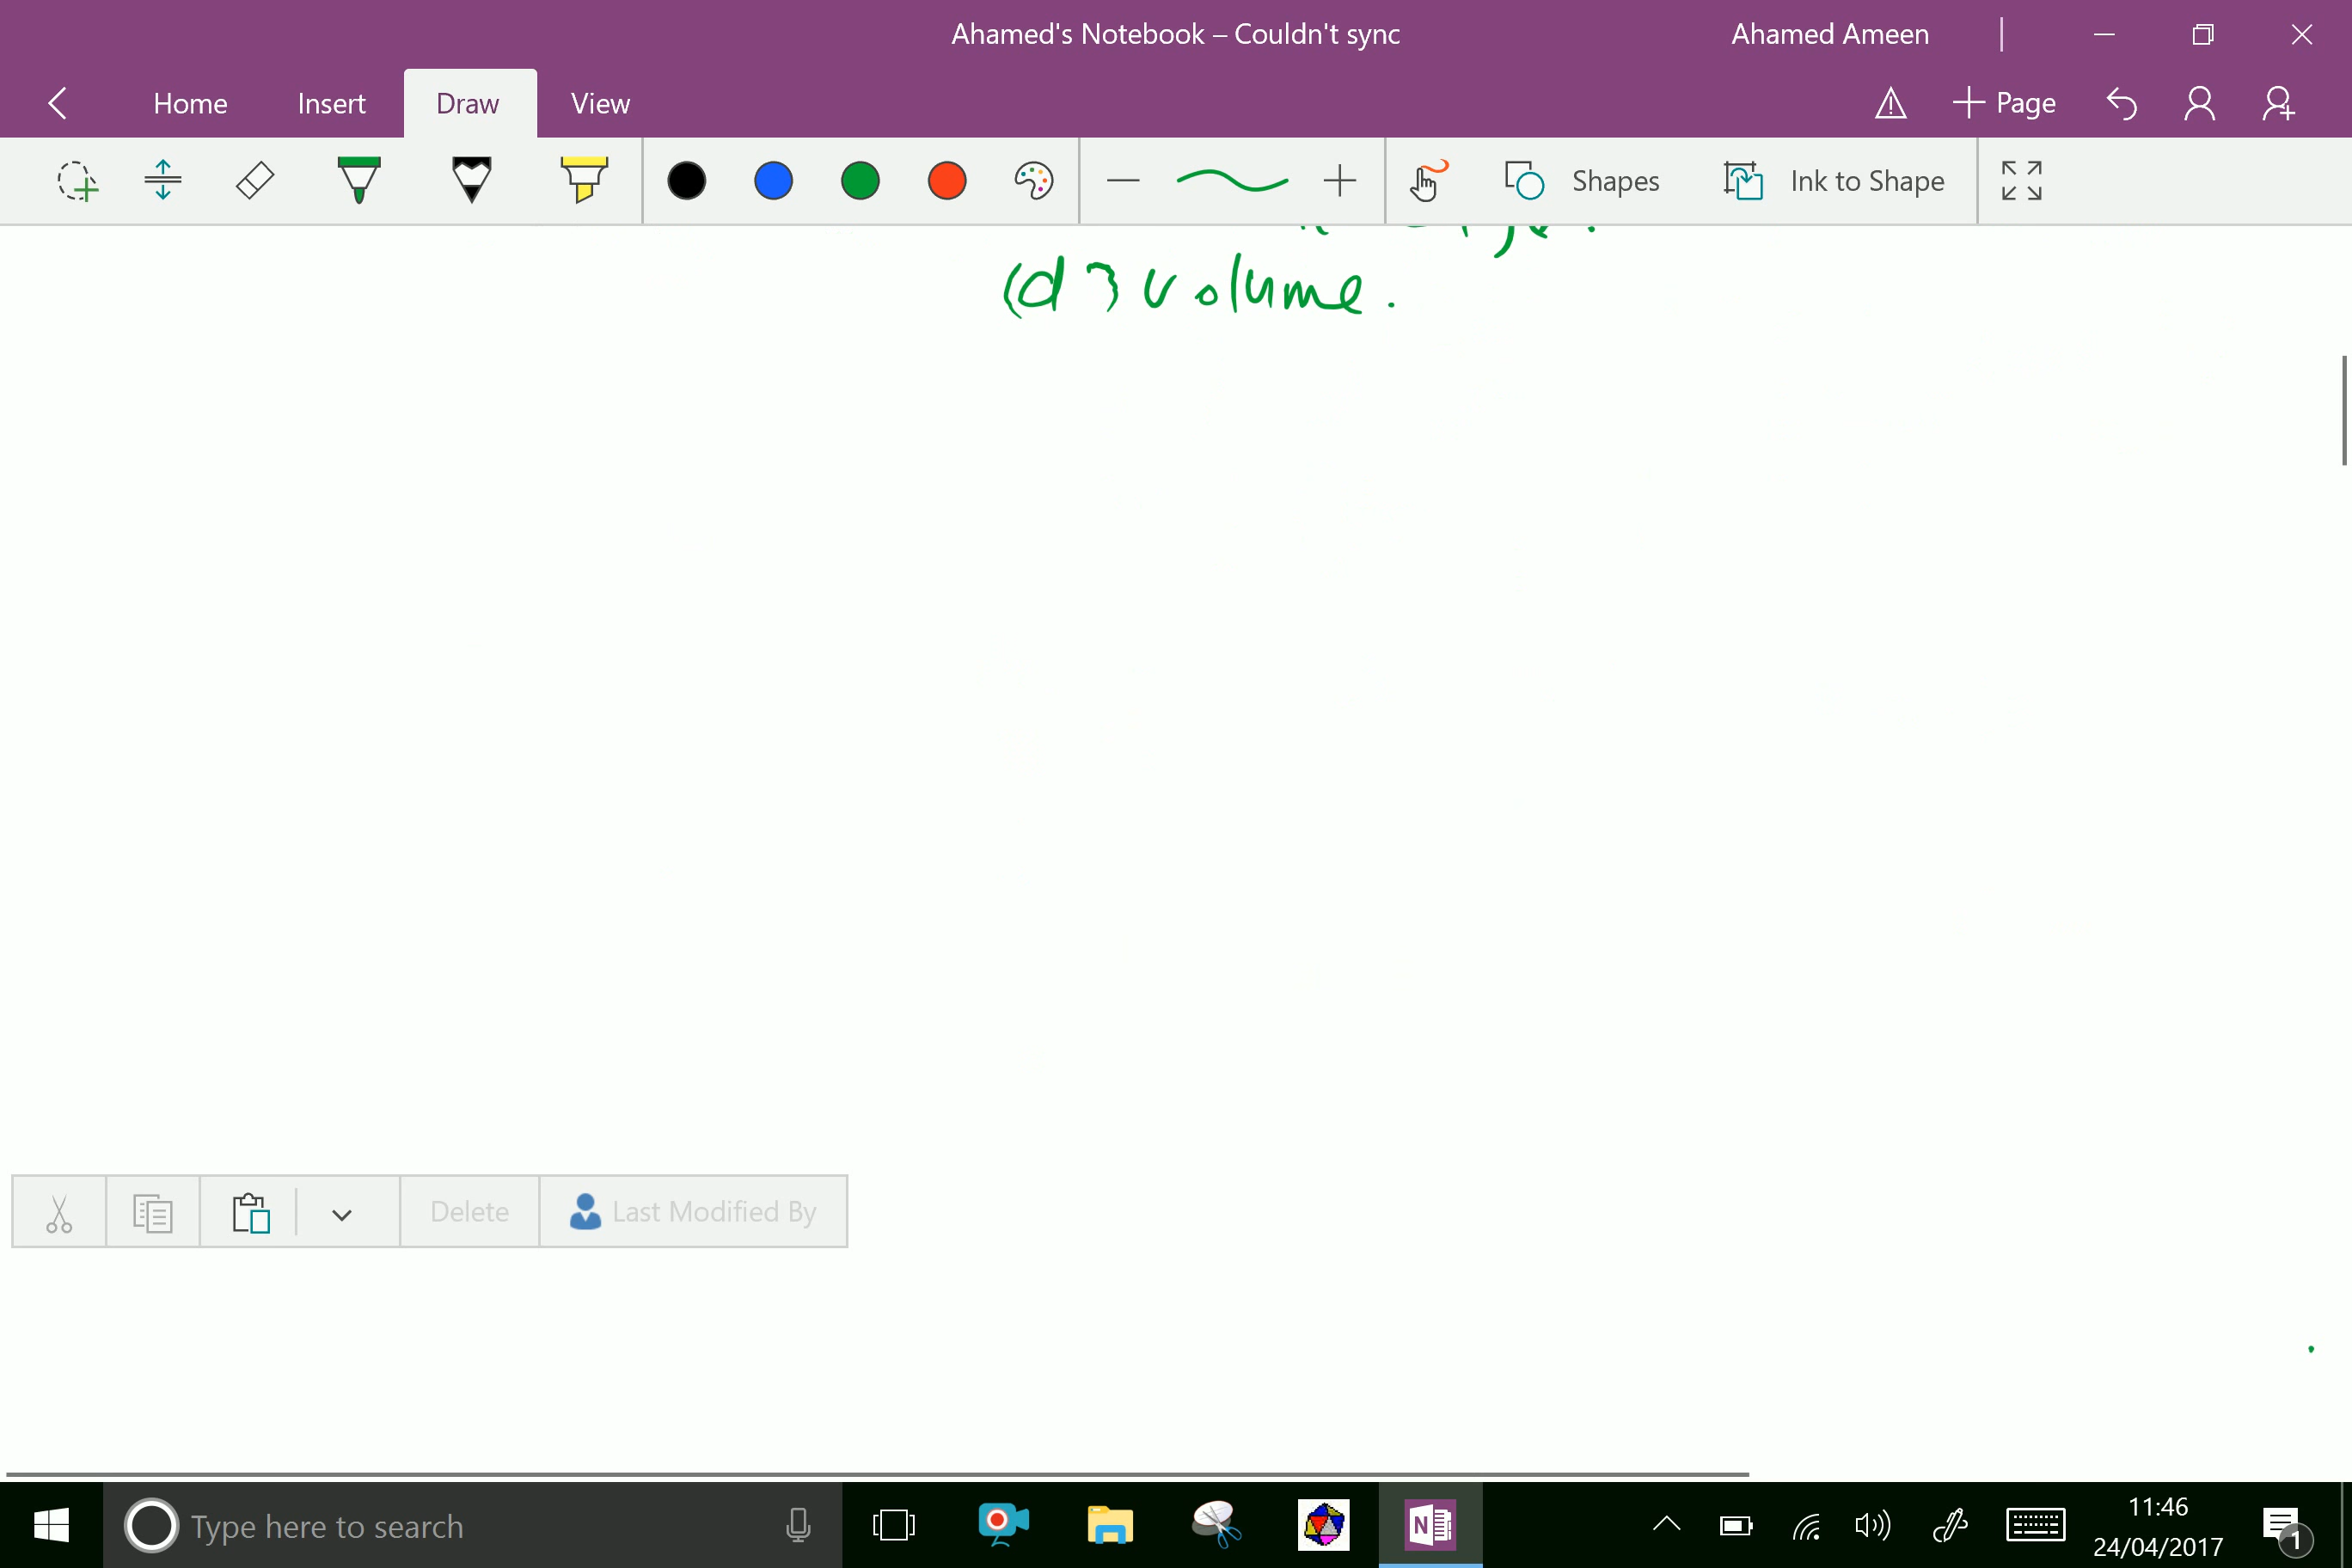 Ahamed's Notebook – Couldn't sync
Ahamed Ameen
Home
Insert
Draw
View
Page
Shapes
Ink to Shape
(d) volume.
Delete
Last Modified By
Type here to search
N
11:46
24/04/2017
1